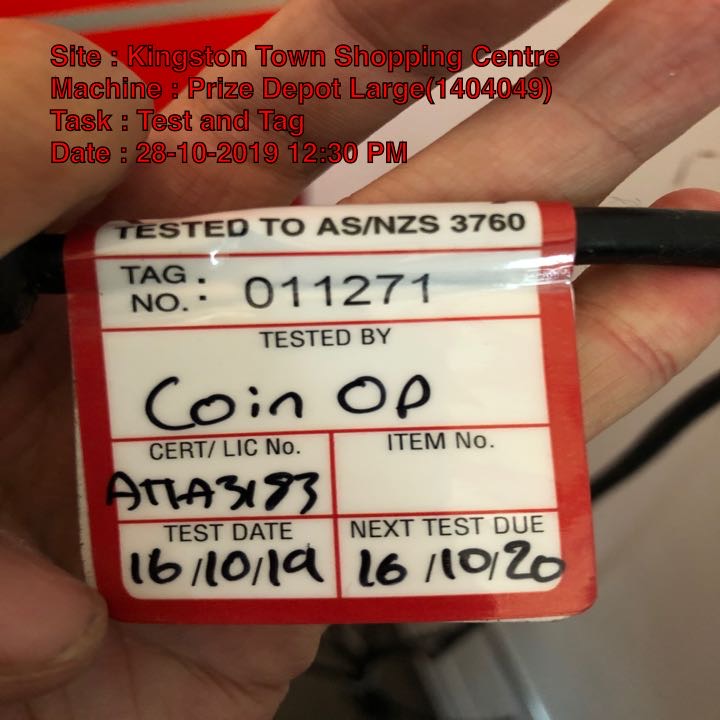 Site : Kingston Town Shopping Centre
Machine : Prize Depot Large(1404049)
Task : Test and Tag
Date : 28-10-2019 12:30 PM
TESTED TO AS/NZS 3760
TAG NO. : 011271
TESTED BY
Coin OP
CERT/ LIC No.
ITEM No.
ATTA3183
TEST DATE
NEXT TEST DUE
16/10/19
16/10/20